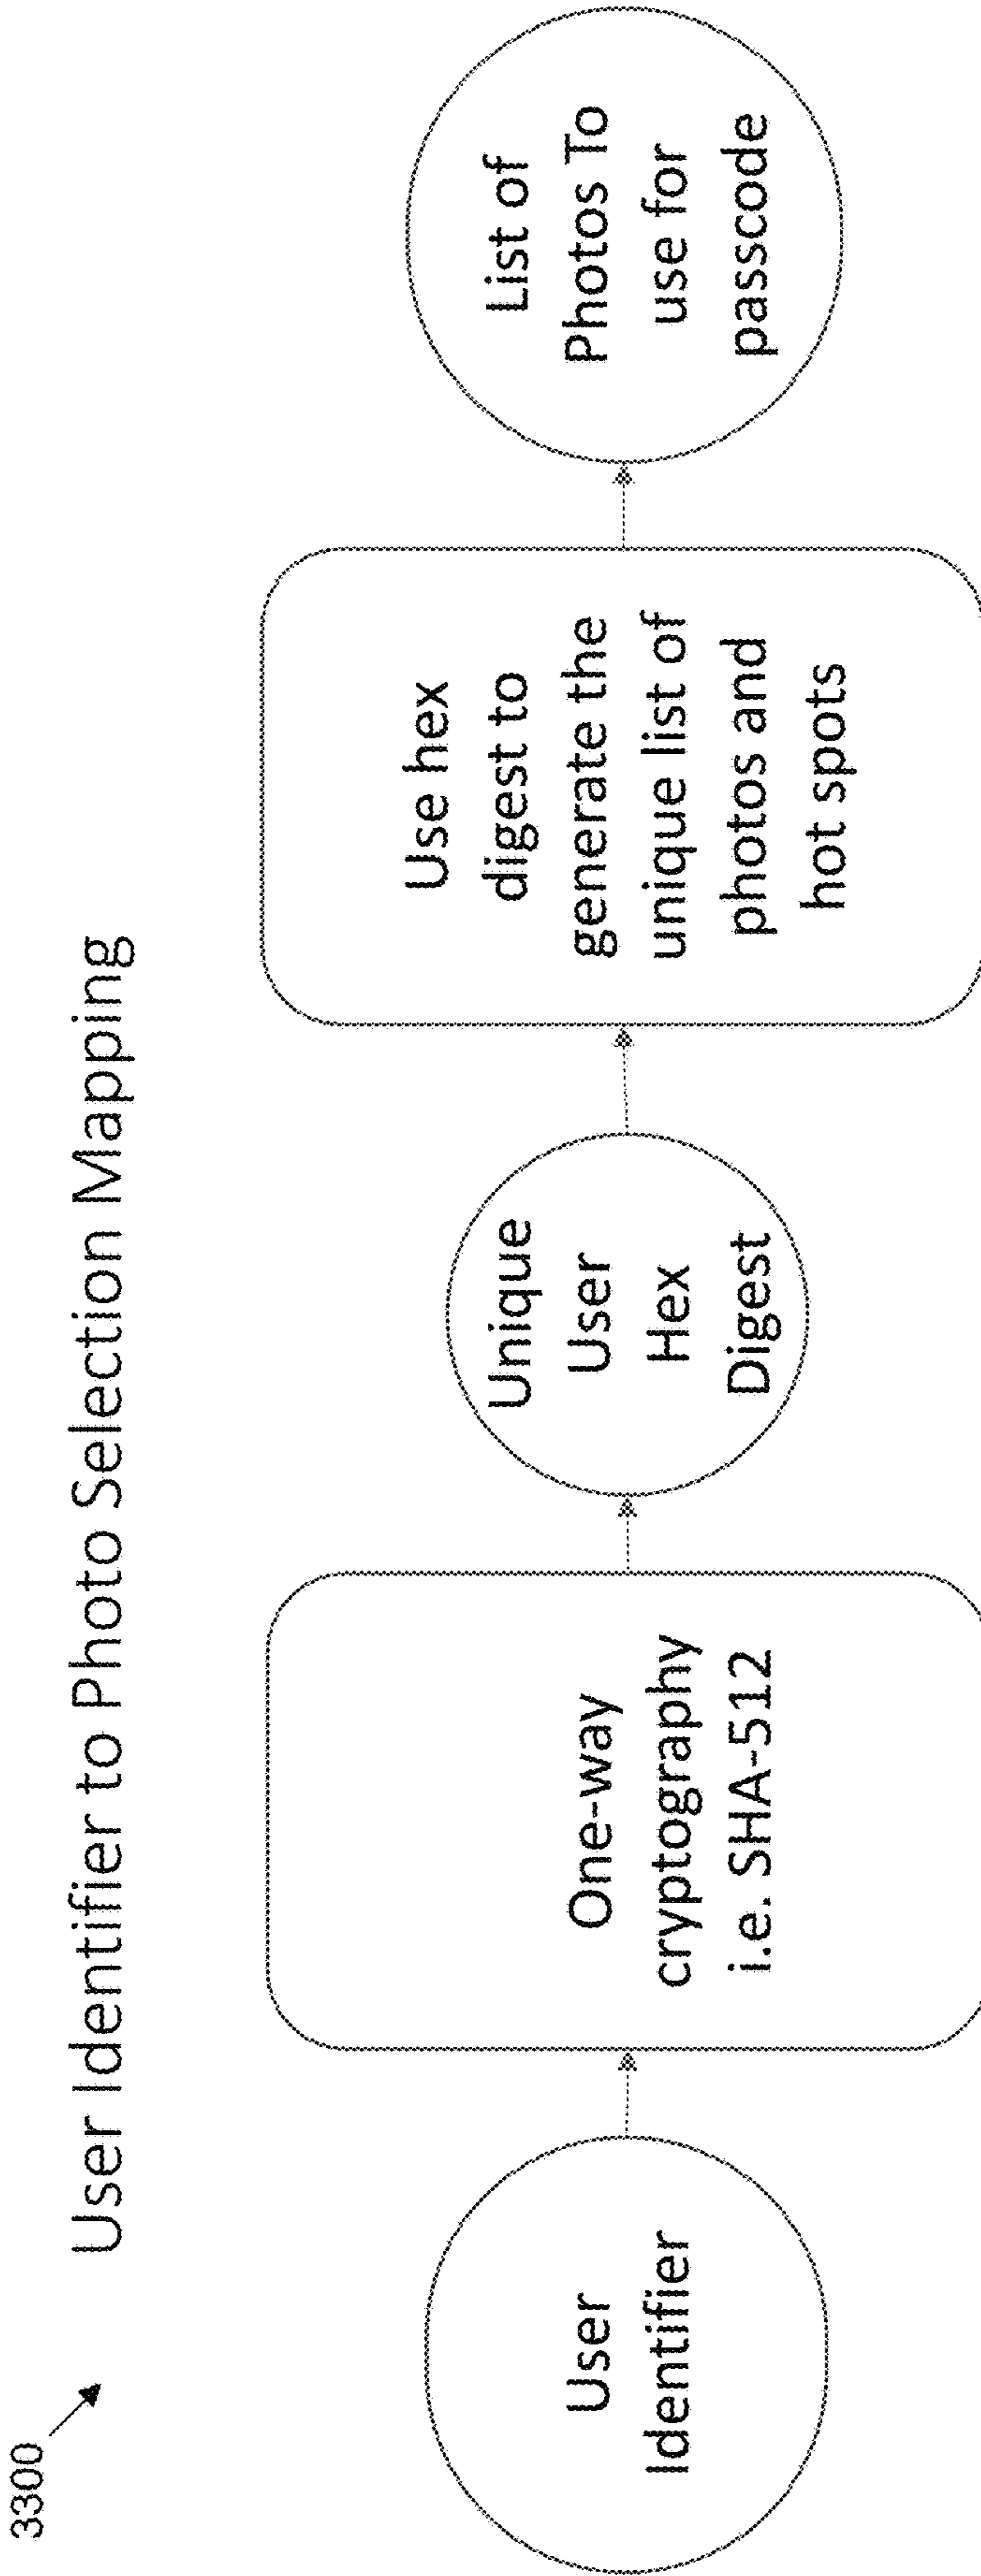 3300
User Identifier to Photo Selection Mapping
User
Identifier
One-way
cryptography
i.e. SHA-512
Unique
User
Hex
Digest
Use hex
digest to
generate the
unique list of
photos and
hot spots
List of
Photos To
use for
passcode